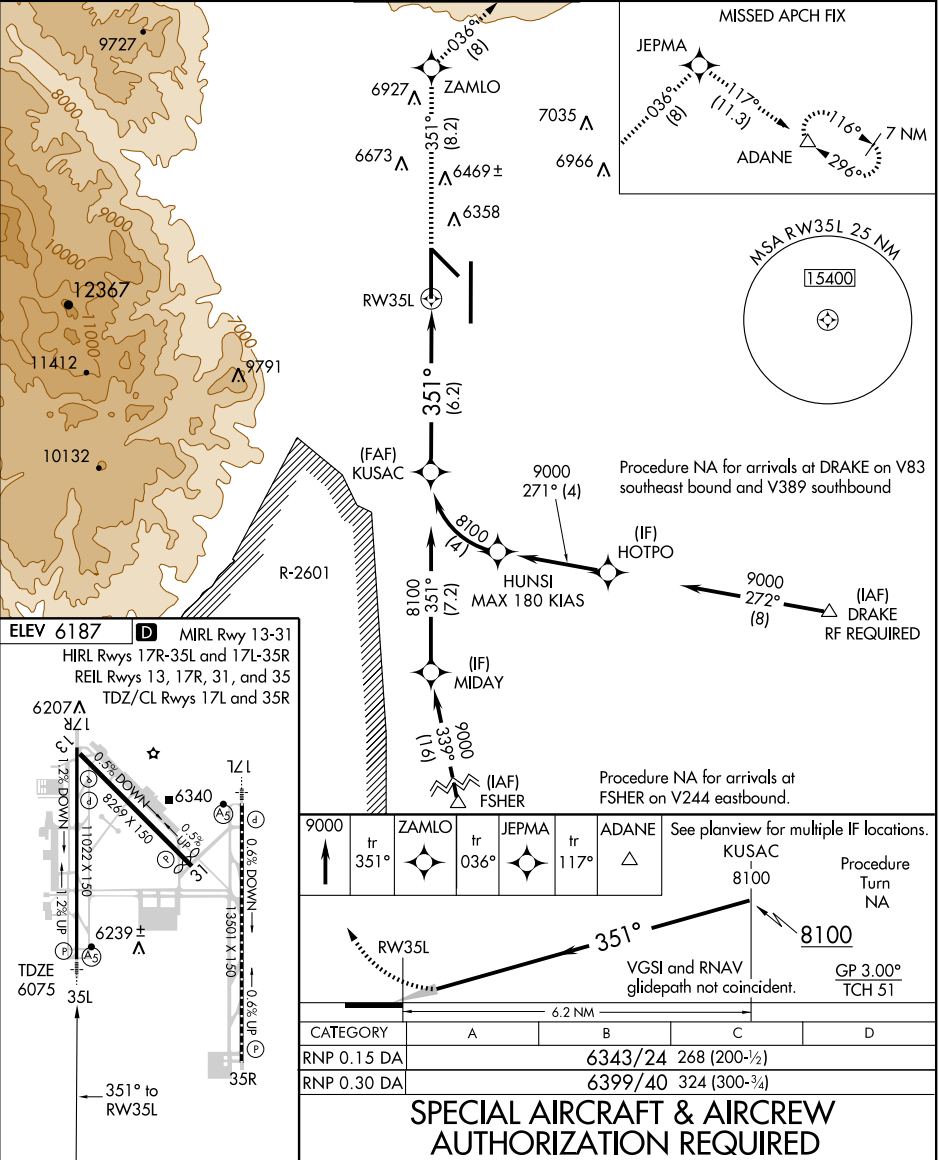 9727
8000
9000
10000
12367
11000
11412
7000
9791
10132
036°
(8)
ZAMLO
6927
351°
(8.2)
7035
6673
6469 ±
6966
6358
RW35L
MISSED APCH FIX
JEPMA
036°
(8)
117°
(11.3)
ADANE
116°
296°
7 NM
MSA RW35L 25 NM
15400
351°
(6.2)
(FAF)
KUSAC
9000
271° (4)
Procedure NA for arrivals at DRAKE on V83
southeast bound and V389 southbound
8100
(4)
(IF)
HOTPO
HUNSI
MAX 180 KIAS
R-2601
8100
351°
(7.2)
9000
272°
(8)
(IAF)
DRAKE
RF REQUIRED
(IF)
MIDAY
9000
339°
(16)
(IAF)
FSHER
Procedure NA for arrivals at
FSHER on V244 eastbound.
ELEV 6187
D
MIRL Rwy 13-31
HIRL Rwys 17R-35L and 17L-35R
REIL Rwys 13, 17R, 31, and 35
TDZ/CL Rwys 17L and 35R
6207
17R
13
17L
0.5% DOWN
8269 X 150
0.5%
UP
6340
A5
P
P
P
P
1.2% DOWN
11022 X 150
1.2% UP
31
0.6% DOWN
13501 X 150
0.6% UP
6239 ±
P
A5
P
TDZE
6075
35L
35R
351° to
RW35L
9000
tr
351°
ZAMLO
tr
036°
JEPMA
tr
117°
ADANE
See planview for multiple IF locations.
KUSAC
8100
Procedure
Turn
NA
RW35L
351°
8100
VGSI and RNAV
glidepath not coincident.
GP 3.00°
TCH 51
6.2 NM
CATEGORY A B C D
RNP 0.15 DA 6343/24 268 (200-½)
RNP 0.30 DA 6399/40 324 (300-¾)
SPECIAL AIRCRAFT & AIRCREW
AUTHORIZATION REQUIRED